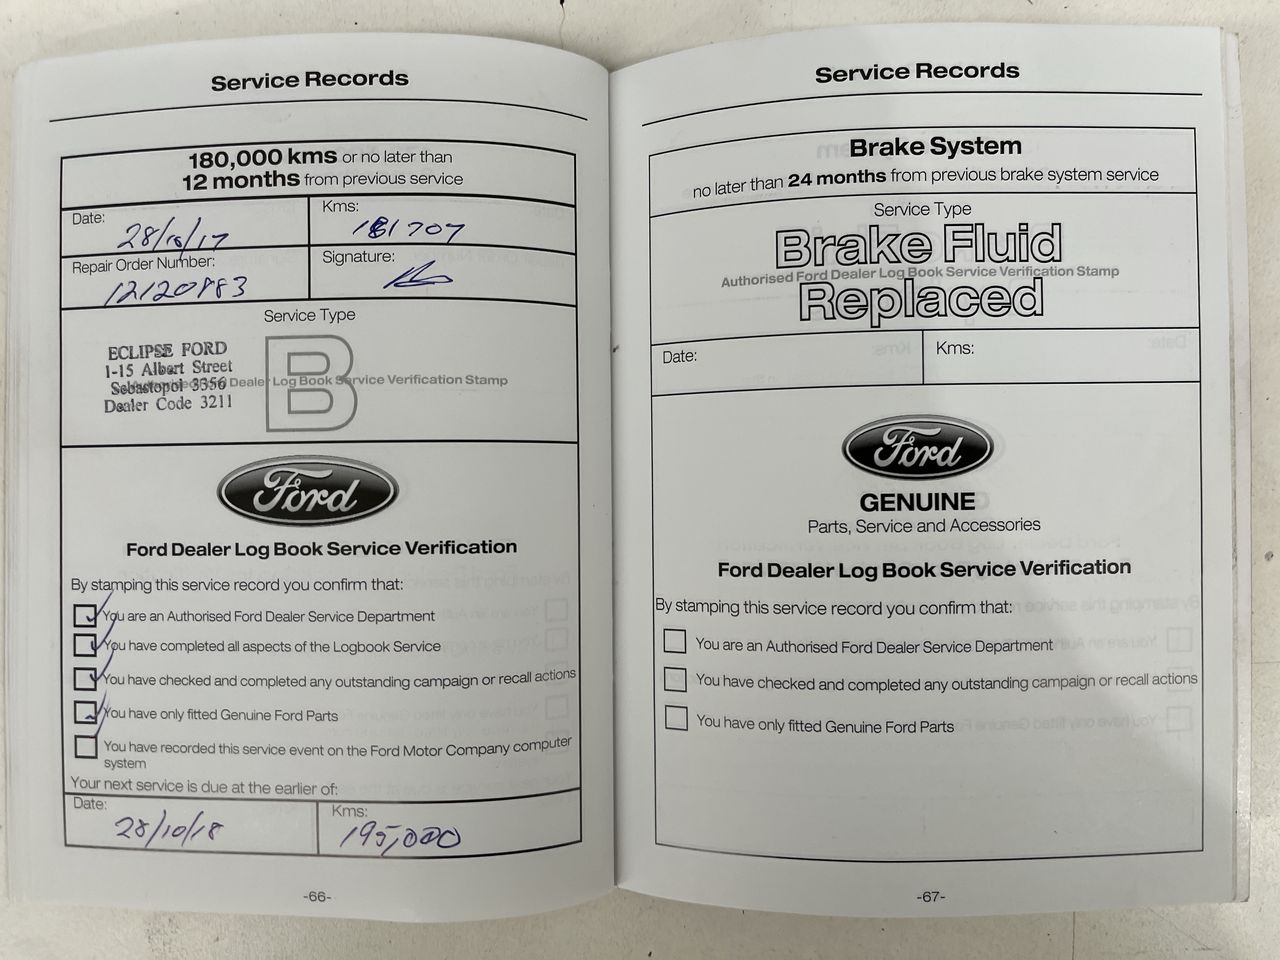 Service Records
180,000 kms or no later than
12 months from previous service
Date: 28/10/17
Kms: 181707
Repair Order Number: 12120883
Signature:
Service Type
B
ECLIPSE FORD
1-15 Albert Street
Sebastopol 3356
Dealer Code 3211
Dealer Log Book Service Verification Stamp
Ford
Ford Dealer Log Book Service Verification
By stamping this service record you confirm that:
You are an Authorised Ford Dealer Service Department
You have completed all aspects of the Logbook Service
You have checked and completed any outstanding campaign or recall actions
You have only fitted Genuine Ford Parts
You have recorded this service event on the Ford Motor Company computer
system
Your next service is due at the earlier of:
Date: 28/10/18
Kms: 195,000
-66-
Service Records
Brake System
no later than 24 months from previous brake system service
Service Type
Brake Fluid
Authorised Ford Dealer Log Book Service Verification Stamp
Replaced
Date:
Kms:
Ford
GENUINE
Parts, Service and Accessories
Ford Dealer Log Book Service Verification
By stamping this service record you confirm that:
You are an Authorised Ford Dealer Service Department
You have checked and completed any outstanding campaign or recall actions
You have only fitted Genuine Ford Parts
-67-